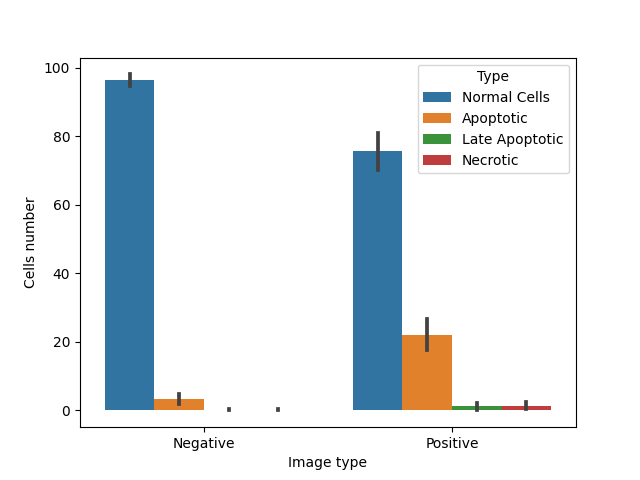 100
80
60
40
20
0
Cells number
Type
Normal Cells
Apoptotic
Late Apoptotic
Necrotic
Negative
Positive
Image type